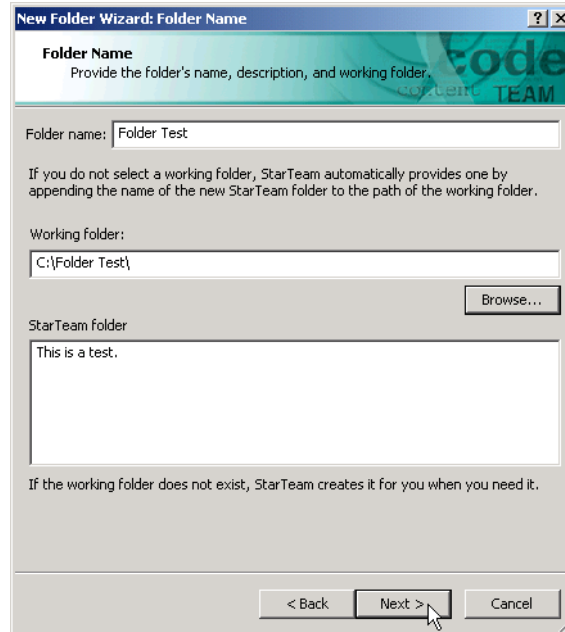 New Folder Wizard: Folder Name
Folder Name
Provide the folder's name, description, and working folder.
code
content TEAM
Folder name: Folder Test
If you do not select a working folder, StarTeam automatically provides one by
appending the name of the new StarTeam folder to the path of the working folder.
Working folder:
C:\Folder Test\
Browse...
StarTeam folder
This is a test.
If the working folder does not exist, StarTeam creates it for you when you need it.
< Back Next > Cancel